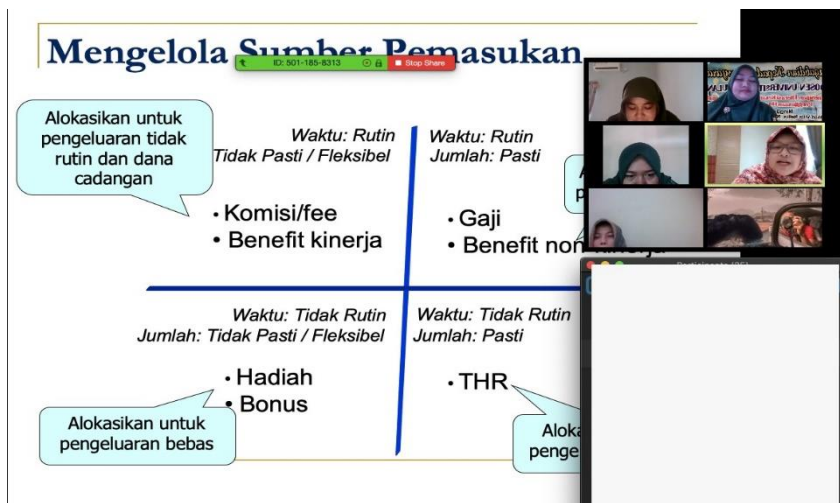 Mengelola Sumber Pemasukan
ID: 501-185-8313
Stop Share
Alokasikan untuk
pengeluaran tidak
rutin dan dana
cadangan
Waktu: Rutin
Tidak Pasti / Fleksibel
• Komisi/fee
• Benefit kinerja
Waktu: Rutin
Jumlah: Pasti
• Gaji
• Benefit non-kinerja
Waktu: Tidak Rutin
Jumlah: Tidak Pasti / Fleksibel
• Hadiah
• Bonus
Alokasikan untuk
pengeluaran bebas
Waktu: Tidak Rutin
Jumlah: Pasti
• THR
Aloka
penge